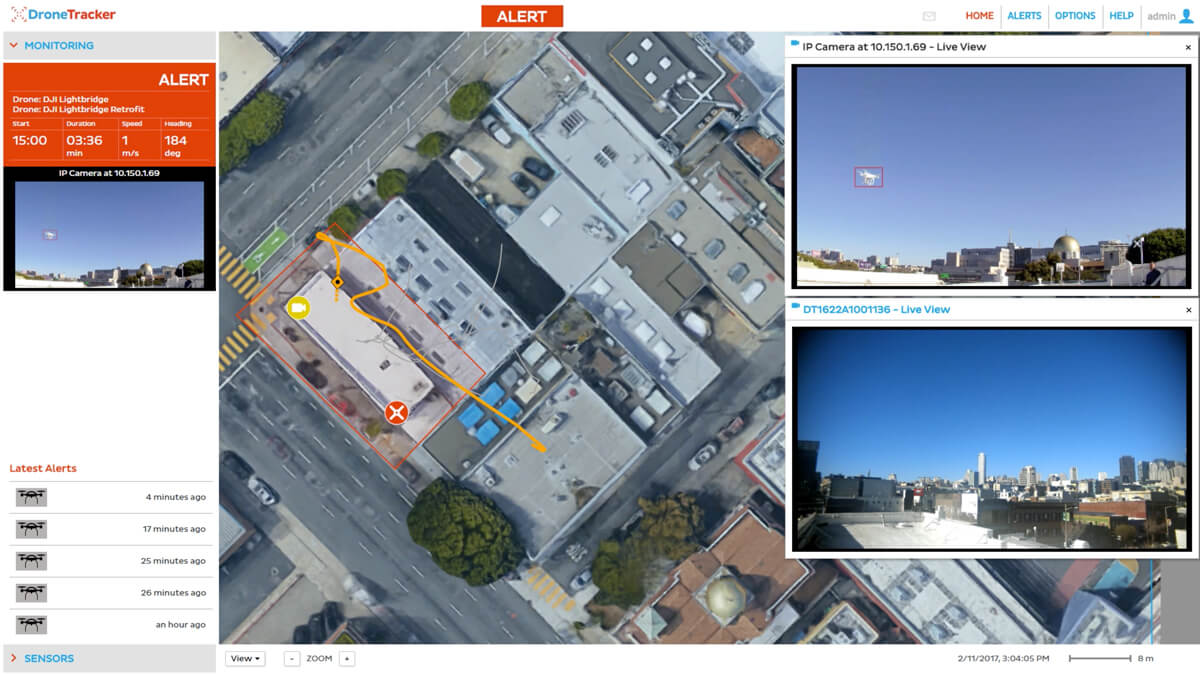 DroneTracker
ALERT
HOME
ALERTS
OPTIONS
HELP
admin
MONITORING
ALERT
Drone: DJI Lightbridge
Drone: DJI Lightbridge Retrofit
Start Duration Speed Heading
15:00 03:36 1 184
min m/s deg
IP Camera at 10.150.1.69
Latest Alerts
4 minutes ago
17 minutes ago
25 minutes ago
26 minutes ago
an hour ago
SENSORS
IP Camera at 10.150.1.69 - Live View ×
DT1622A1001136 - Live View ×
View - ZOOM +
2/11/2017, 3:04:05 PM 8 m